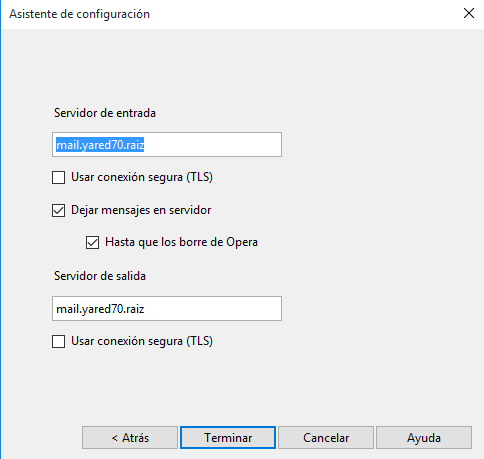 Asistente de configuración
Servidor de entrada
mail.yared70.raiz
Usar conexión segura (TLS)
Dejar mensajes en servidor
Hasta que los borre de Opera
Servidor de salida
mail.yared70.raiz
Usar conexión segura (TLS)
< Atrás Terminar Cancelar Ayuda